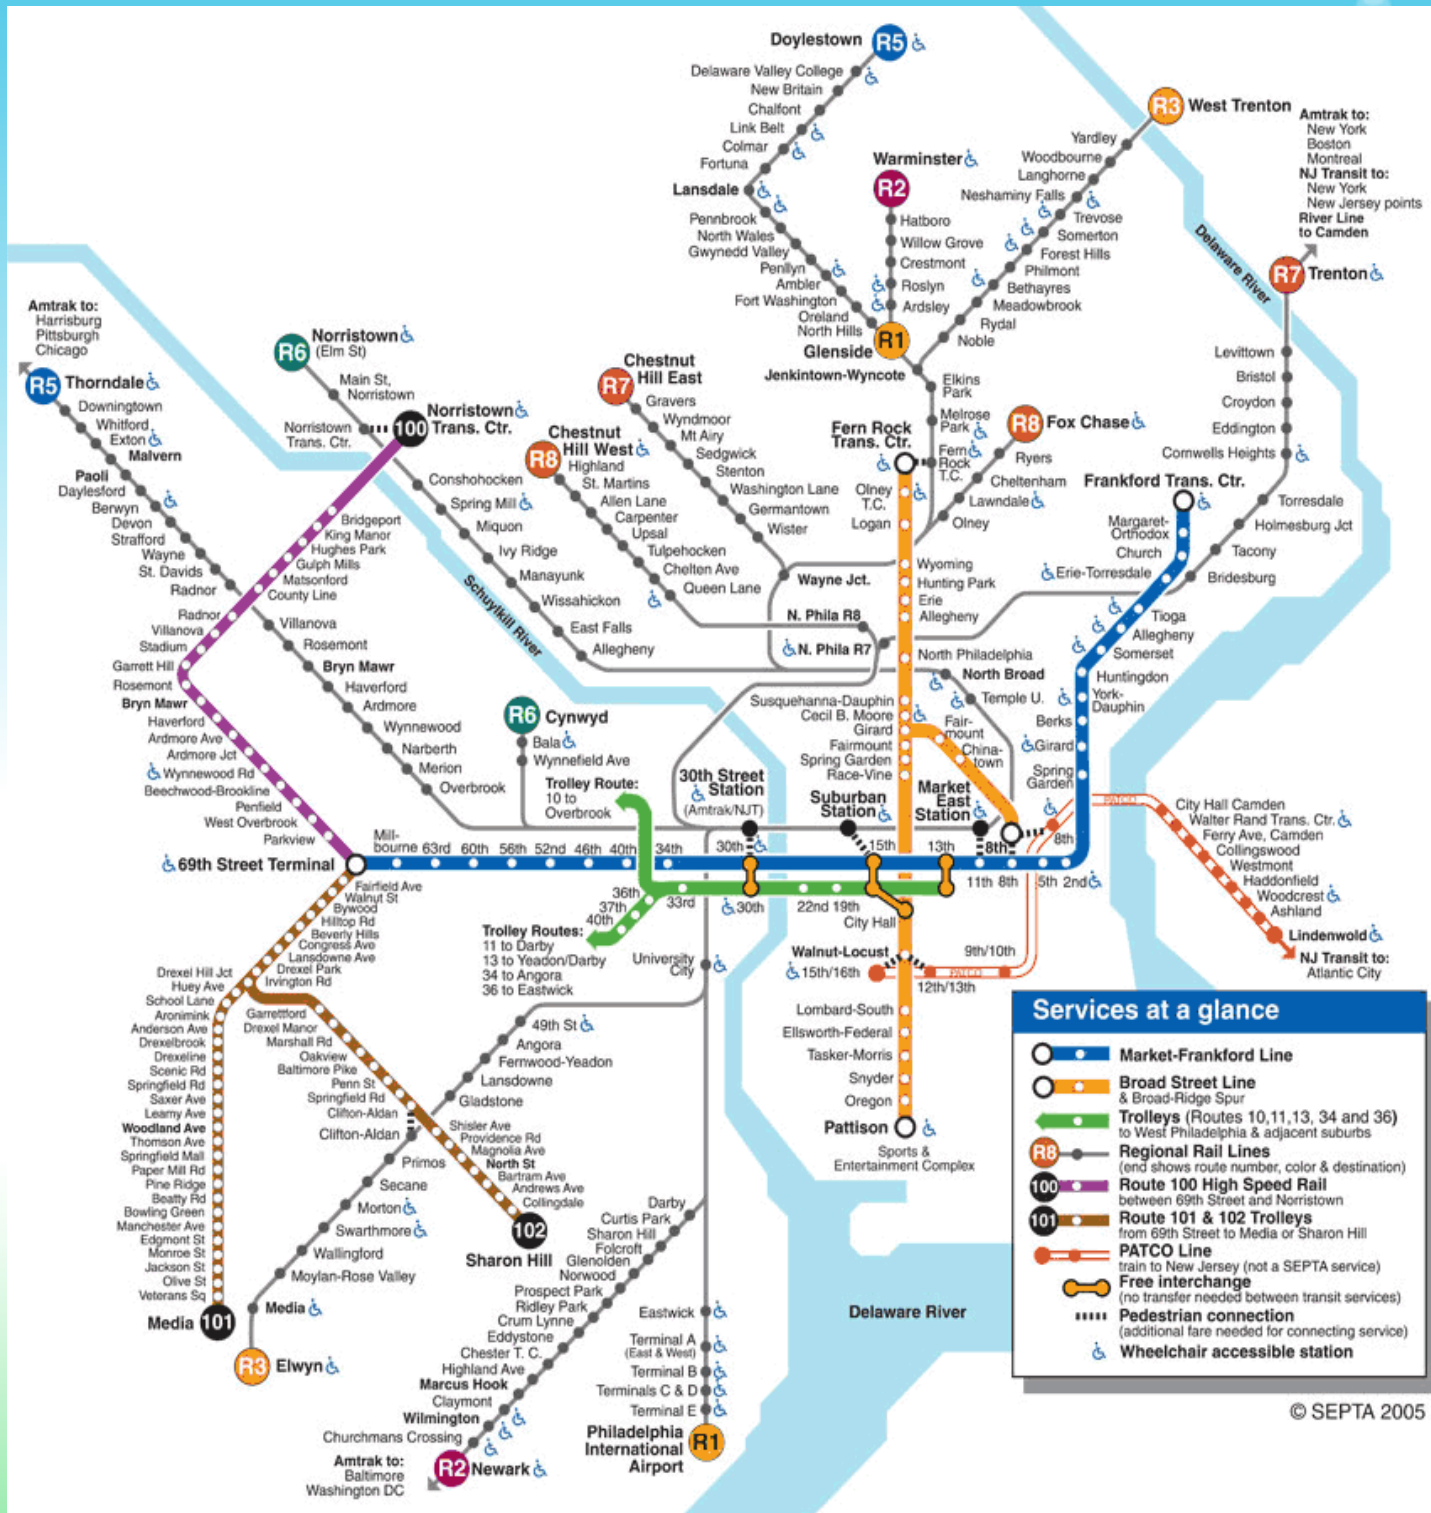 Doylestown
R5
Delaware Valley College
New Britain
Chalfont
Link Belt
Colmar
Fortuna
Lansdale
Pennbrook
North Wales
Gwynedd Valley
Penllyn
Ambler
Fort Washington
Oreland
North Hills
Warminster
R2
Hatboro
Willow Grove
Crestmont
Roslyn
Ardsley
R1
Glenside
Jenkintown-Wyncote
R3
West Trenton
Yardley
Woodbourne
Langhorne
Neshaminy Falls
Trevose
Somerton
Forest Hills
Philmont
Bethayres
Meadowbrook
Rydal
Noble
Elkins
Park
Melrose
Park
Fern
Rock
T.C.
Amtrak to:
New York
Boston
Montreal
NJ Transit to:
New York
New Jersey points
River Line
to Camden
Delaware River
R7
Trenton
Levittown
Bristol
Croydon
Eddington
Cornwells Heights
Torresdale
Holmesburg Jct
Tacony
Bridesburg
Amtrak to:
Harrisburg
Pittsburgh
Chicago
R5
Thorndale
Downingtown
Whitford
Exton
Malvern
Paoli
Daylesford
Berwyn
Devon
Strafford
Wayne
St. Davids
Radnor
Villanova
Rosemont
Bryn Mawr
Haverford
Ardmore
Wynnewood
Narberth
Merion
Overbrook
R6
Norristown
(Elm St)
Main St,
Norristown
Norristown
Trans. Ctr.
100
Norristown
Trans. Ctr.
Conshohocken
Spring Mill
Miquon
Ivy Ridge
Manayunk
Wissahickon
East Falls
Allegheny
Schuylkill River
Bridgeport
King Manor
Hughes Park
Gulph Mills
Matsonford
County Line
Radnor
Villanova
Stadium
Garrett Hill
Rosemont
Bryn Mawr
Haverford
Ardmore Ave
Ardmore Jct
Wynnewood Rd
Beechwood-Brookline
Penfield
West Overbrook
Parkview
69th Street Terminal
Chestnut
Hill East
R7
Gravers
Wyndmoor
Mt Airy
Sedgwick
Stenton
Washington Lane
Germantown
Wister
Wayne Jct.
Chestnut
Hill West
R8
Highland
St. Martins
Allen Lane
Carpenter
Upsal
Tulpehocken
Chelten Ave
Queen Lane
N. Phila R8
N. Phila R7
R8
Fox Chase
Ryers
Cheltenham
Lawndale
Olney
Fern Rock
Trans. Ctr.
Olney
T.C.
Logan
Wyoming
Hunting Park
Erie
Allegheny
North Philadelphia
North Broad
Temple U.
Susquehanna-Dauphin
Cecil B. Moore
Girard
Fairmount
Spring Garden
Race-Vine
Fair-
mount
China-
town
Frankford Trans. Ctr.
Margaret-
Orthodox
Church
Erie-Torresdale
Tioga
Allegheny
Somerset
Huntingdon
York-
Dauphin
Berks
Girard
Spring
Garden
R6
Cynwyd
Bala
Wynnefield Ave
Trolley Route:
10 to
Overbrook
30th Street
Station
(Amtrak/NJT)
Suburban
Station
Market
East
Station
Mill-
bourne
63rd
60th
56th
52nd
46th
40th
34th
30th
15th
13th
8th
8th
11th
8th
5th
2nd
36th
37th
40th
33rd
30th
22nd
19th
City Hall
Trolley Routes:
11 to Darby
13 to Yeadon/Darby
34 to Angora
36 to Eastwick
Walnut-Locust
15th/16th
PATCO
12th/13th
9th/10th
PATCO
City Hall Camden
Walter Rand Trans. Ctr.
Ferry Ave, Camden
Collingswood
Westmont
Haddonfield
Woodcrest
Ashland
Lindenwold
NJ Transit to:
Atlantic City
Lombard-South
Ellsworth-Federal
Tasker-Morris
Snyder
Oregon
Pattison
Sports &
Entertainment Complex
University
City
49th St
Angora
Fernwood-Yeadon
Lansdowne
Gladstone
Clifton-Aldan
Primos
Secane
Morton
Swarthmore
Wallingford
Moylan-Rose Valley
Media
R3
Elwyn
Fairfield Ave
Walnut St
Bywood
Hilltop Rd
Beverly Hills
Congress Ave
Lansdowne Ave
Drexel Park
Irvington Rd
Drexel Hill Jct
Huey Ave
School Lane
Aronimink
Anderson Ave
Drexelbrook
Drexeline
Scenic Rd
Springfield Rd
Saxer Ave
Leamy Ave
Woodland Ave
Thomson Ave
Springfield Mall
Paper Mill Rd
Pine Ridge
Beatty Rd
Bowling Green
Manchester Ave
Edgmont St
Monroe St
Jackson St
Olive St
Veterans Sq
Media
101
Garrettford
Drexel Manor
Marshall Rd
Oakview
Baltimore Pike
Penn St
Springfield Rd
Clifton-Aldan
Shisler Ave
Providence Rd
Magnolia Ave
North St
Bartram Ave
Andrews Ave
Collingdale
102
Sharon Hill
Darby
Curtis Park
Sharon Hill
Folcroft
Glenolden
Norwood
Prospect Park
Ridley Park
Crum Lynne
Eddystone
Chester T. C.
Highland Ave
Marcus Hook
Claymont
Wilmington
Churchmans Crossing
R2
Newark
Amtrak to:
Baltimore
Washington DC
Eastwick
Terminal A
(East & West)
Terminal B
Terminals C & D
Terminal E
R1
Philadelphia
International
Airport
Delaware River
Services at a glance
Market-Frankford Line
Broad Street Line
& Broad-Ridge Spur
Trolleys (Routes 10,11,13, 34 and 36)
to West Philadelphia & adjacent suburbs
R8
Regional Rail Lines
(end shows route number, color & destination)
100
Route 100 High Speed Rail
between 69th Street and Norristown
101
Route 101 & 102 Trolleys
from 69th Street to Media or Sharon Hill
PATCO Line
train to New Jersey (not a SEPTA service)
Free interchange
(no transfer needed between transit services)
Pedestrian connection
(additional fare needed for connecting service)
Wheelchair accessible station
© SEPTA 2005